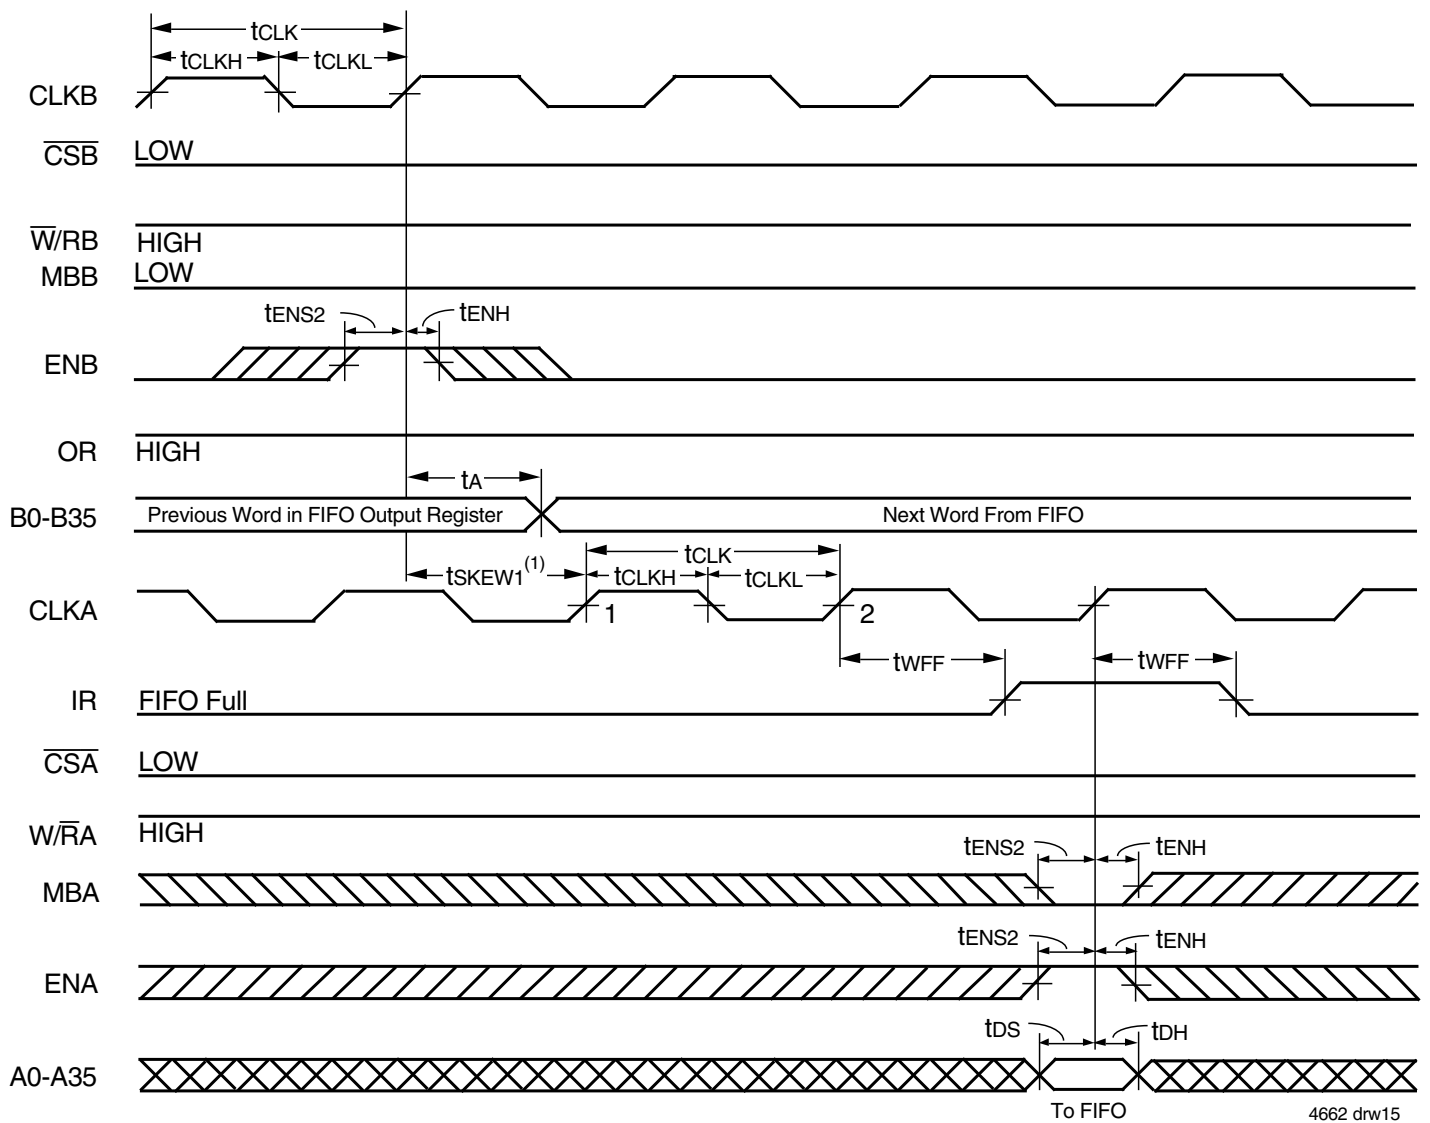 tCLK
tCLKH tCLKL
CLKB
CSB LOW
W/RB HIGH
MBB LOW
tENS2 tENH
ENB
OR HIGH
tA
B0-B35 Previous Word in FIFO Output Register Next Word From FIFO
tCLK
tSKEW1(1) tCLKH tCLKL
CLKA 1 2
tWFF tWFF
IR FIFO Full
CSA LOW
W/RA HIGH
tENS2 tENH
MBA
tENS2 tENH
ENA
tDS tDH
A0-A35
To FIFO
4662 drw15